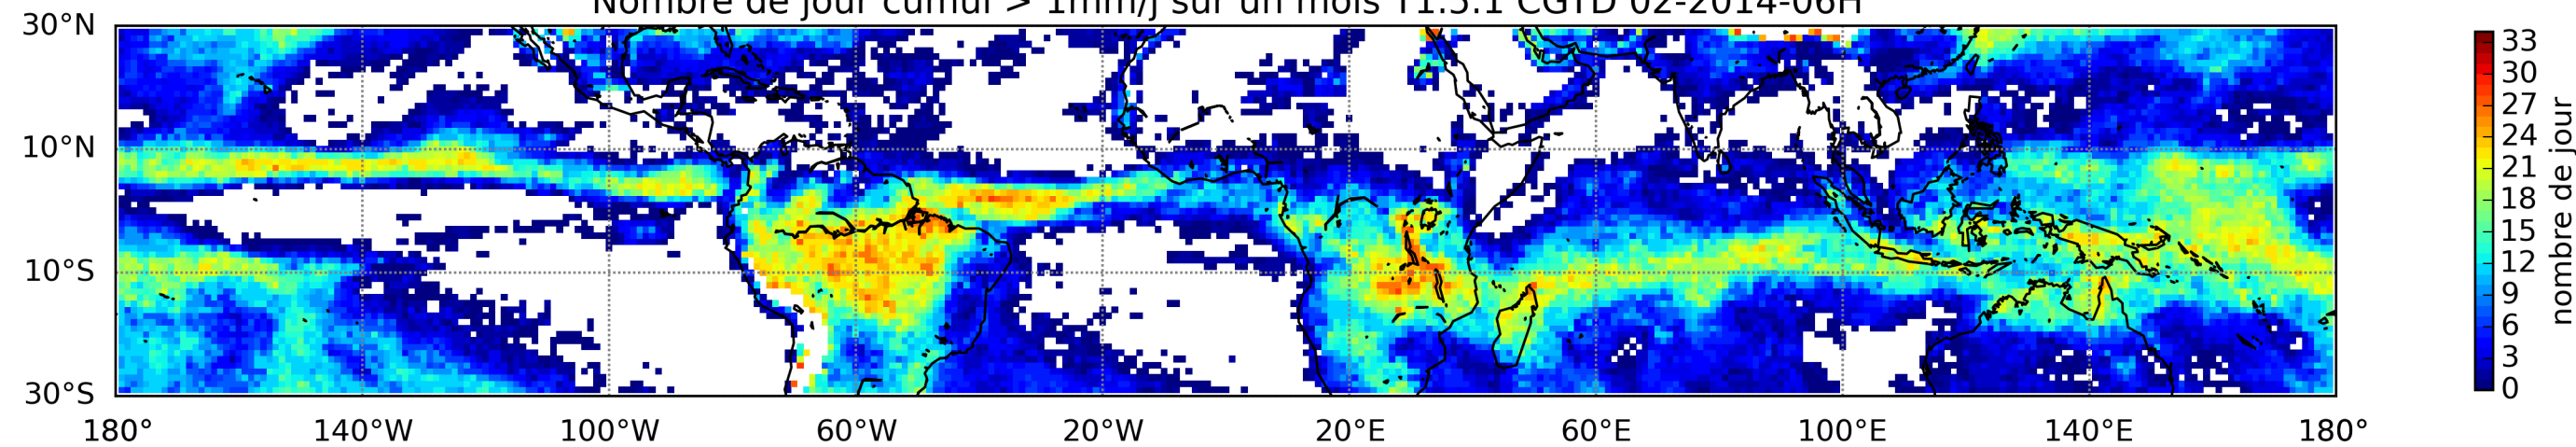 Nombre de jour cumul > 1mm/j sur un mois T1.5.1 CGTD 02-2014-06H
30°N
10°N
10°S
30°S
180°
140°W
100°W
60°W
20°W
20°E
60°E
100°E
140°E
180°
33
30
27
24
21
18
15
12
9
6
3
0
nombre de jour